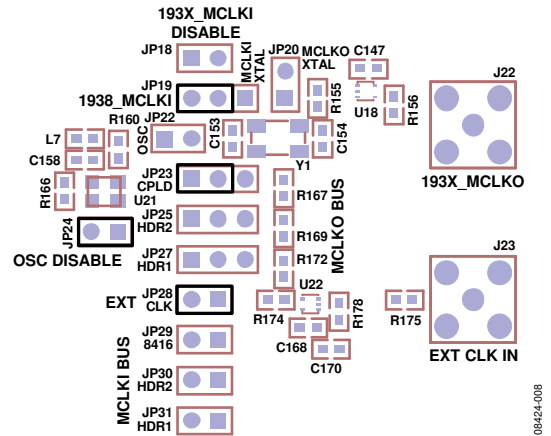 193X_MCLKI
DISABLE
JP18
MCLKI
XTAL
JP20
MCLKO
XTAL
C147
J22
JP19
1938_MCLKI
R155
U18
R156
R160
JP22
OSC
C153
C154
L7
C158
Y1
193X_MCLKO
R166
U21
JP23
CPLD
R167
MCLKO BUS
JP24
OSC DISABLE
JP25
HDR2
R169
J23
JP27
HDR1
R172
EXT
JP28
CLK
U22
R174
R178
R175
C168
C170
EXT CLK IN
MCLKI BUS
JP29
8416
JP30
HDR2
JP31
HDR1
08424-008